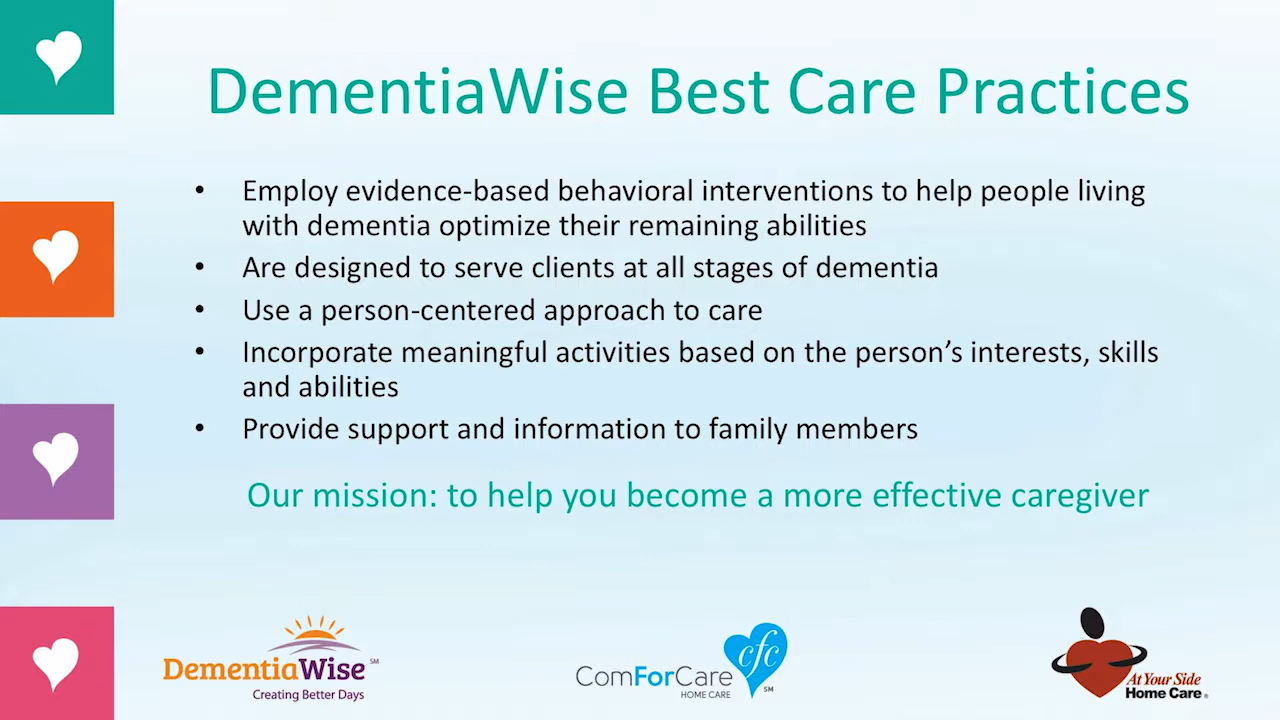 DementiaWise Best Care Practices
• Employ evidence-based behavioral interventions to help people living
with dementia optimize their remaining abilities
• Are designed to serve clients at all stages of dementia
• Use a person-centered approach to care
• Incorporate meaningful activities based on the person’s interests, skills
and abilities
• Provide support and information to family members
Our mission: to help you become a more effective caregiver
DementiaWise SM
Creating Better Days
cfc
ComForCare
HOME CARE SM
At Your Side
Home Care®